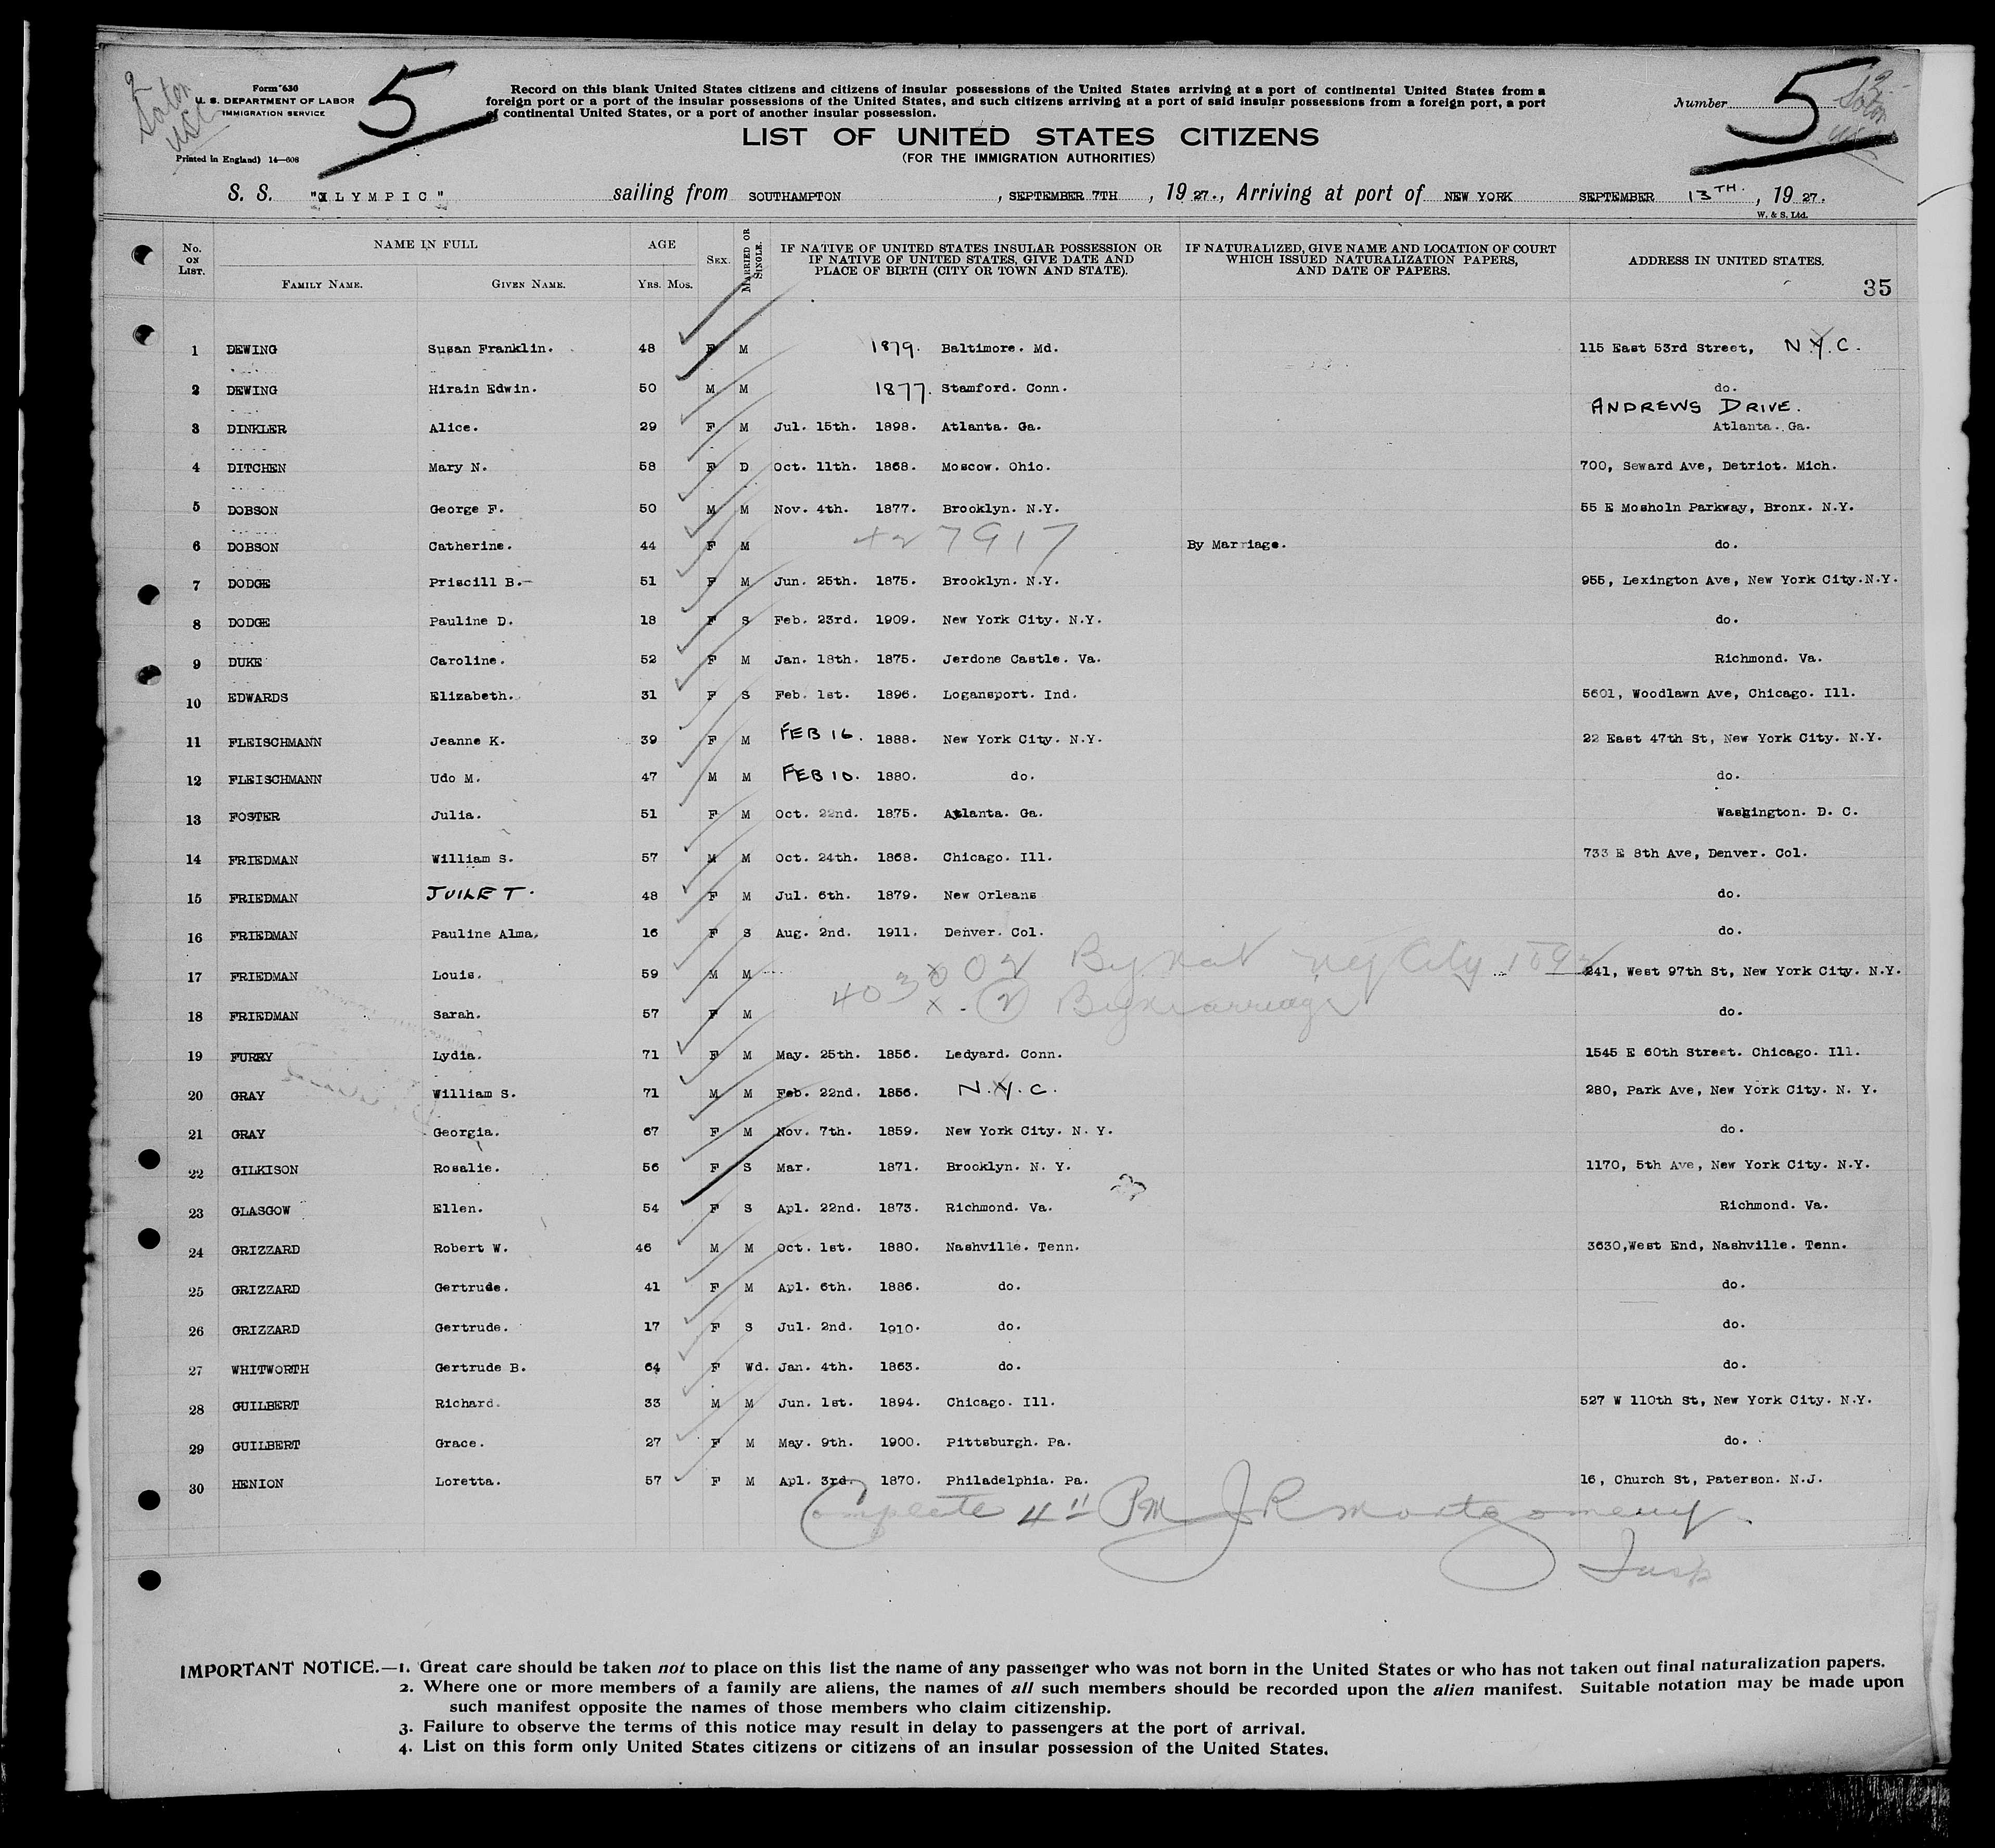 Form 630
U. S. DEPARTMENT OF LABOR
IMMIGRATION SERVICE
Printed in England) 14—608
5
Record on this blank United States citizens and citizens of insular possessions of the United States arriving at a port of continental United States from a
foreign port or a port of the insular possessions of the United States, and such citizens arriving at a port of said insular possessions from a foreign port, a port
of continental United States, or a port of another insular possession.
Number 5
LIST OF UNITED STATES CITIZENS
(FOR THE IMMIGRATION AUTHORITIES)
S. S. "OLYMPIC" sailing from SOUTHAMPTON , SEPTEMBER 7TH , 19 27., Arriving at port of NEW YORK SEPTEMBER 13TH. , 19 27.
W. & S. Ltd.
No. ON LIST. NAME IN FULL FAMILY NAME. GIVEN NAME. AGE YRS. MOS. SEX. MARRIED OR SINGLE. IF NATIVE OF UNITED STATES INSULAR POSSESSION OR IF NATIVE OF UNITED STATES, GIVE DATE AND PLACE OF BIRTH (CITY OR TOWN AND STATE). IF NATURALIZED, GIVE NAME AND LOCATION OF COURT WHICH ISSUED NATURALIZATION PAPERS, AND DATE OF PAPERS. ADDRESS IN UNITED STATES.
35
1 DEWING Susan Franklin. 48 F M 1879. Baltimore. Md. 115 East 53rd Street, N.Y.C.
2 DEWING Hirain Edwin. 50 M M 1877. Stamford. Conn. do.
3 DINKLER Alice. 29 F M Jul. 15th. 1898. Atlanta. Ga. ANDREWS DRIVE. Atlanta. Ga.
4 DITCHEN Mary N. 58 F D Oct. 11th. 1868. Moscow. Ohio. 700, Seward Ave, Detriot. Mich.
5 DOBSON George F. 50 M M Nov. 4th. 1877. Brooklyn. N.Y. 55 E Mosholn Parkway, Bronx. N.Y.
6 DOBSON Catherine. 44 F M 7917 By Marriage. do.
7 DODGE Priscill B. 51 F M Jun. 25th. 1875. Brooklyn. N.Y. 955, Lexington Ave, New York City.N.Y.
8 DODGE Pauline D. 18 F S Feb. 23rd. 1909. New York City. N.Y. do.
9 DUKE Caroline. 52 F M Jan. 18th. 1875. Jerdone Castle. Va. Richmond. Va.
10 EDWARDS Elizabeth. 31 F S Feb. 1st. 1896. Logansport. Ind. 5601, Woodlawn Ave, Chicago. Ill.
11 FLEISCHMANN Jeanne K. 39 F M FEB 16. 1888. New York City. N.Y. 22 East 47th St, New York City. N.Y.
12 FLEISCHMANN Udo M. 47 M M FEB 10. 1880. do. do.
13 FOSTER Julia. 51 F M Oct. 22nd. 1875. Atlanta. Ga. Washington. D. C.
14 FRIEDMAN William S. 57 M M Oct. 24th. 1868. Chicago. Ill. 733 E 8th Ave, Denver. Col.
15 FRIEDMAN JUILET. 48 F M Jul. 6th. 1879. New Orleans do.
16 FRIEDMAN Pauline Alma. 16 F S Aug. 2nd. 1911. Denver. Col. do.
17 FRIEDMAN Louis. 59 M M By Nat City 241, West 97th St, New York City. N.Y.
18 FRIEDMAN Sarah. 57 F M By marriage do.
19 FURRY Lydia. 71 F M May. 25th. 1856. Ledyard. Conn. 1545 E 60th Street. Chicago. Ill.
20 GRAY William S. 71 M M Feb. 22nd. 1856. N.Y.C. 280, Park Ave, New York City. N. Y.
21 GRAY Georgia. 67 F M Nov. 7th. 1859. New York City. N. Y. do.
22 GILKISON Rosalie. 56 F S Mar. 1871. Brooklyn. N. Y. 1170, 5th Ave, New York City. N.Y.
23 GLASGOW Ellen. 54 F S Apl. 22nd. 1873. Richmond. Va. Richmond. Va.
24 GRIZZARD Robert W. 46 M M Oct. 1st. 1880. Nashville. Tenn. 3630,West End, Nashville. Tenn.
25 GRIZZARD Gertrude. 41 F M Apl. 6th. 1886. do. do.
26 GRIZZARD Gertrude. 17 F S Jul. 2nd. 1910. do. do.
27 WHITWORTH Gertrude B. 64 F Wd. Jan. 4th. 1863. do. do.
28 GUILBERT Richard. 33 M M Jun. 1st. 1894. Chicago. Ill. 527 W 110th St, New York City. N.Y.
29 GUILBERT Grace. 27 F M May. 9th. 1900. Pittsburgh. Pa. do.
30 HENION Loretta. 57 F M Apl. 3rd. 1870. Philadelphia. Pa. 16, Church St, Paterson. N.J.
Complete 4 11 PM J R Montgomery
Insp
IMPORTANT NOTICE.—1. Great care should be taken not to place on this list the name of any passenger who was not born in the United States or who has not taken out final naturalization papers.
2. Where one or more members of a family are aliens, the names of all such members should be recorded upon the alien manifest. Suitable notation may be made upon
such manifest opposite the names of those members who claim citizenship.
3. Failure to observe the terms of this notice may result in delay to passengers at the port of arrival.
4. List on this form only United States citizens or citizens of an insular possession of the United States.